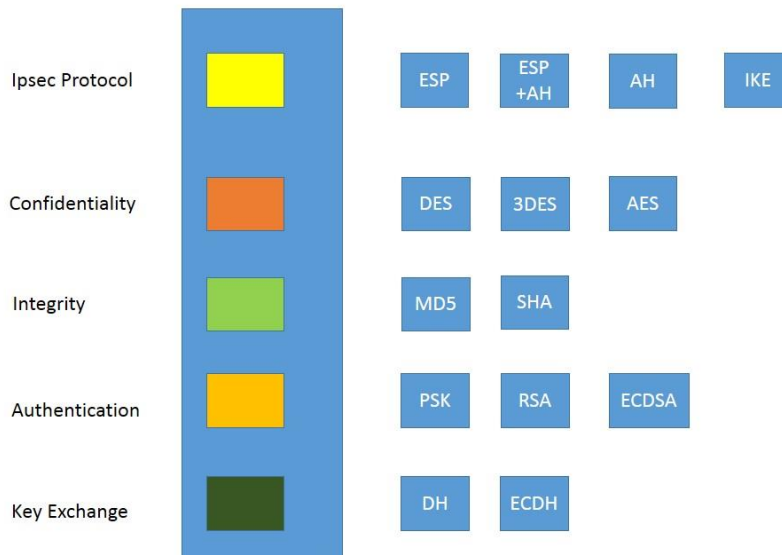 Ipsec Protocol
ESP
ESP
+AH
AH
IKE
Confidentiality
DES
3DES
AES
Integrity
MD5
SHA
Authentication
PSK
RSA
ECDSA
Key Exchange
DH
ECDH